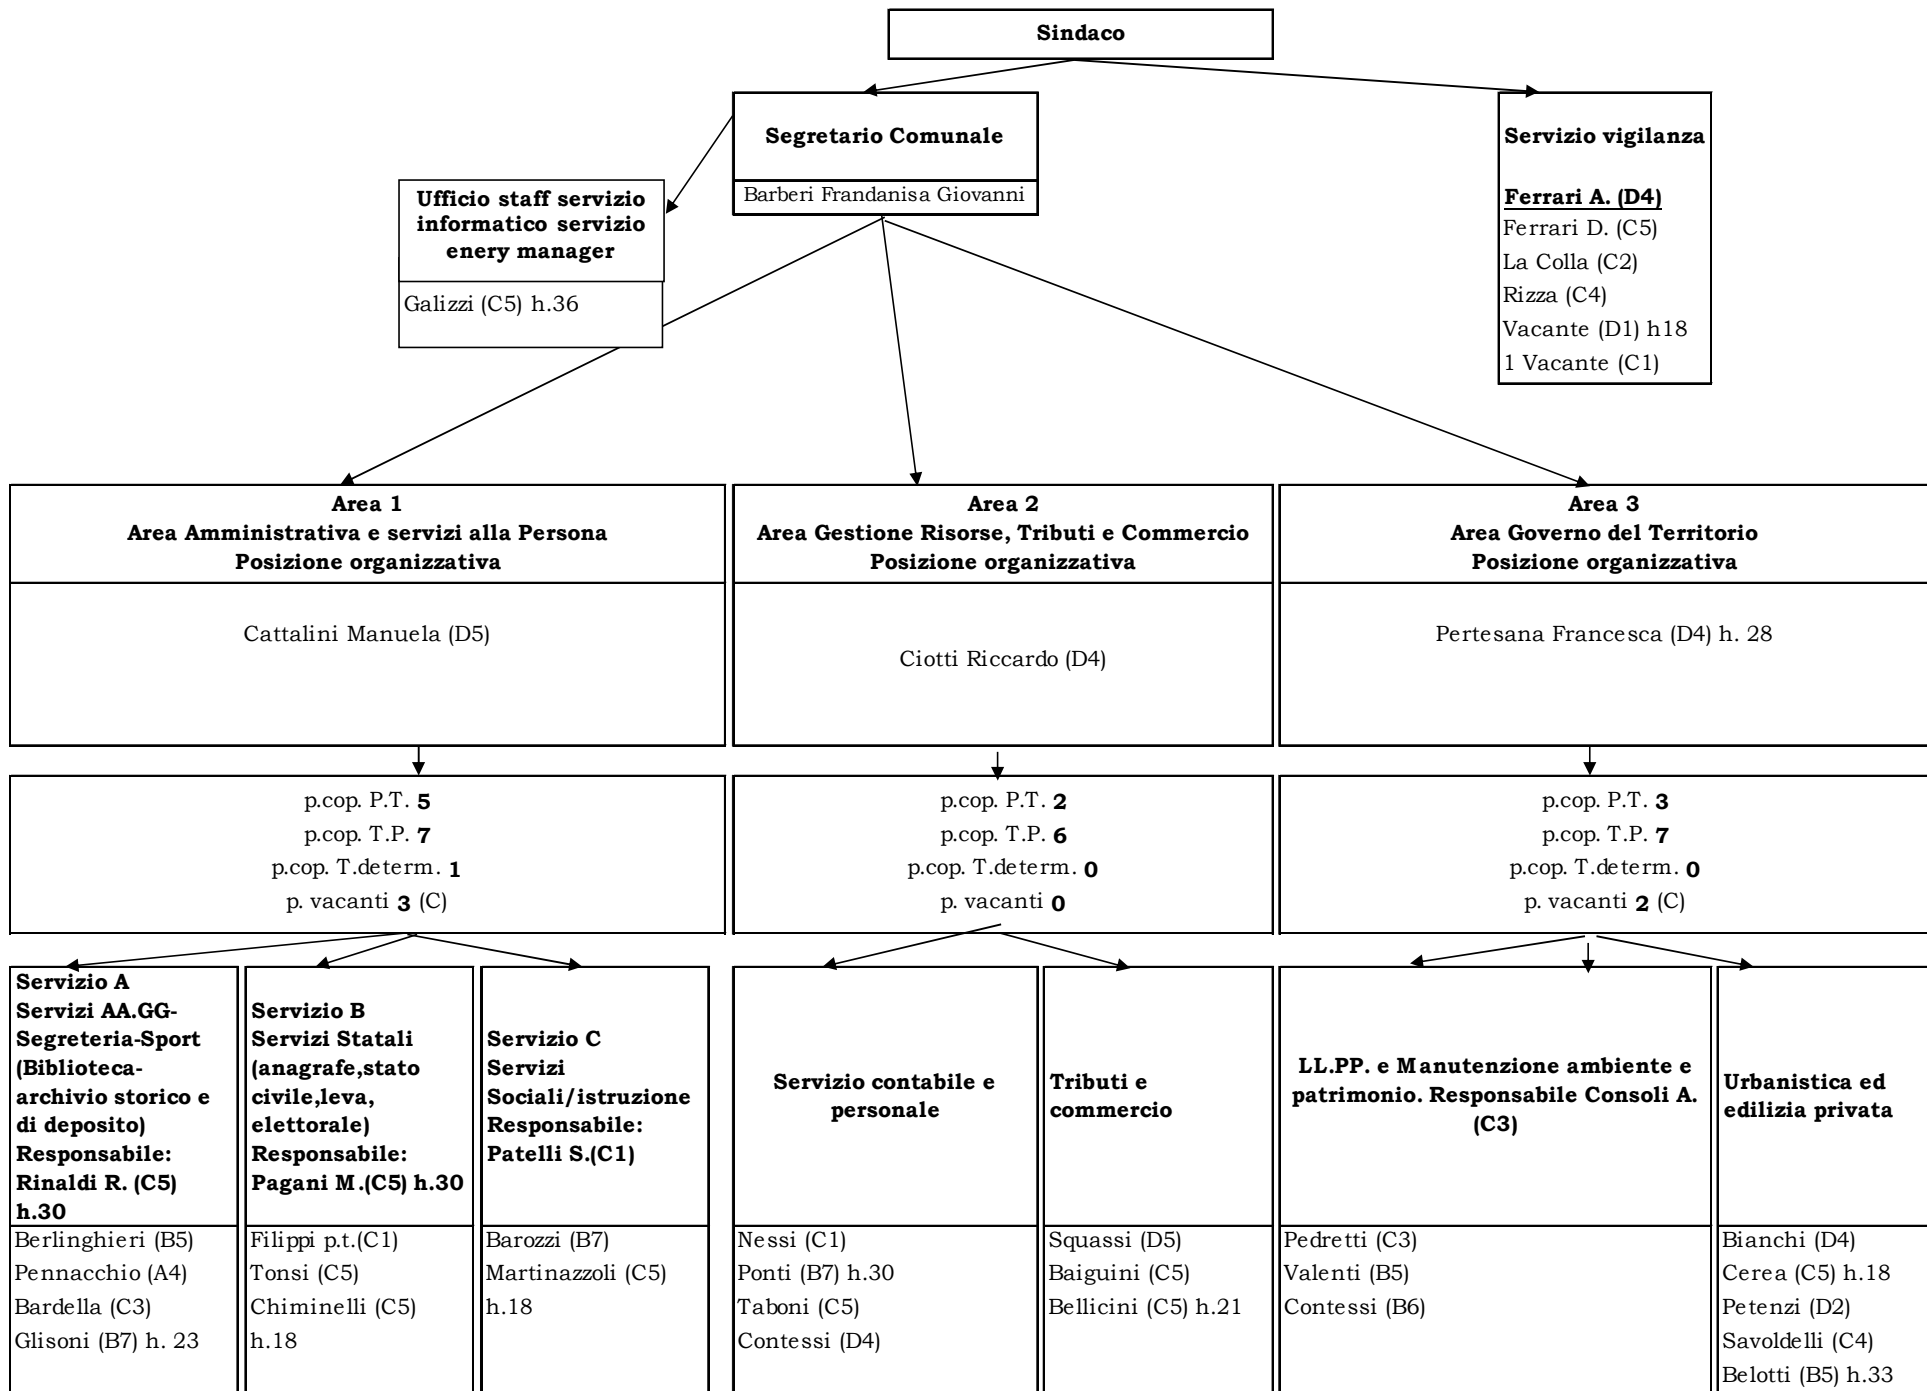 Sindaco
Segretario Comunale
Barberi Frandanisa Giovanni
Servizio vigilanza
Ferrari A. (D4)
Ferrari D. (C5)
La Colla (C2)
Rizza (C4)
Vacante (D1) h18
1 Vacante (C1)
Ufficio staff servizio
informatico servizio
enery manager
Galizzi (C5) h.36
Area 1
Area Amministrativa e servizi alla Persona
Posizione organizzativa
Cattalini Manuela (D5)
Area 2
Area Gestione Risorse, Tributi e Commercio
Posizione organizzativa
Ciotti Riccardo (D4)
Area 3
Area Governo del Territorio
Posizione organizzativa
Pertesana Francesca (D4) h. 28
p.cop. P.T. 5
p.cop. T.P. 7
p.cop. T.determ. 1
p. vacanti 3 (C)
p.cop. P.T. 2
p.cop. T.P. 6
p.cop. T.determ. 0
p. vacanti 0
p.cop. P.T. 3
p.cop. T.P. 7
p.cop. T.determ. 0
p. vacanti 2 (C)
Servizio A
Servizi AA.GG-
Segreteria-Sport
(Biblioteca-
archivio storico e
di deposito)
Responsabile:
Rinaldi R. (C5)
h.30
Berlinghieri (B5)
Pennacchio (A4)
Bardella (C3)
Glisoni (B7) h. 23
Servizio B
Servizi Statali
(anagrafe,stato
civile,leva,
elettorale)
Responsabile:
Pagani M.(C5) h.30
Filippi p.t.(C1)
Tonsi (C5)
Chiminelli (C5)
h.18
Servizio C
Servizi
Sociali/istruzione
Responsabile:
Patelli S.(C1)
Barozzi (B7)
Martinazzoli (C5)
h.18
Servizio contabile e
personale
Nessi (C1)
Ponti (B7) h.30
Taboni (C5)
Contessi (D4)
Tributi e
commercio
Squassi (D5)
Baiguini (C5)
Bellicini (C5) h.21
LL.PP. e Manutenzione ambiente e
patrimonio. Responsabile Consoli A.
(C3)
Pedretti (C3)
Valenti (B5)
Contessi (B6)
Urbanistica ed
edilizia privata
Bianchi (D4)
Cerea (C5) h.18
Petenzi (D2)
Savoldelli (C4)
Belotti (B5) h.33